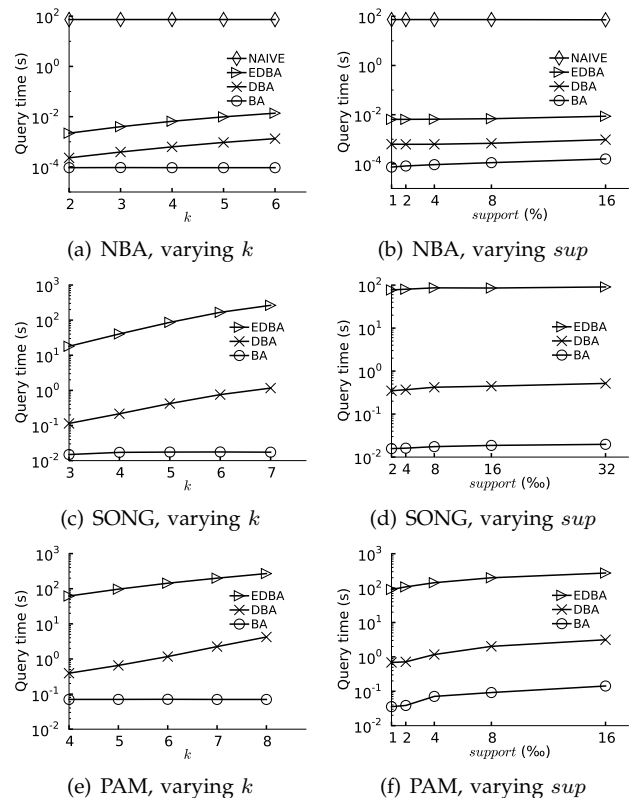 10^2
10^0
10^-2
10^-4
Query time (s)
NAIVE
EDBA
DBA
BA
2 3 4 5 6
k
(a) NBA, varying k
10^2
10^0
10^-2
10^-4
Query time (s)
NAIVE
EDBA
DBA
BA
1 2 4 8 16
support (%)
(b) NBA, varying sup
10^3
10^2
10^1
10^0
10^-1
10^-2
Query time (s)
EDBA
DBA
BA
3 4 5 6 7
k
(c) SONG, varying k
10^2
10^1
10^0
10^-1
10^-2
Query time (s)
EDBA
DBA
BA
2 4 8 16 32
support (‰)
(d) SONG, varying sup
10^3
10^2
10^1
10^0
10^-1
10^-2
Query time (s)
EDBA
DBA
BA
4 5 6 7 8
k
(e) PAM, varying k
10^3
10^2
10^1
10^0
10^-1
10^-2
Query time (s)
EDBA
DBA
BA
1 2 4 8 16
support (‰)
(f) PAM, varying sup